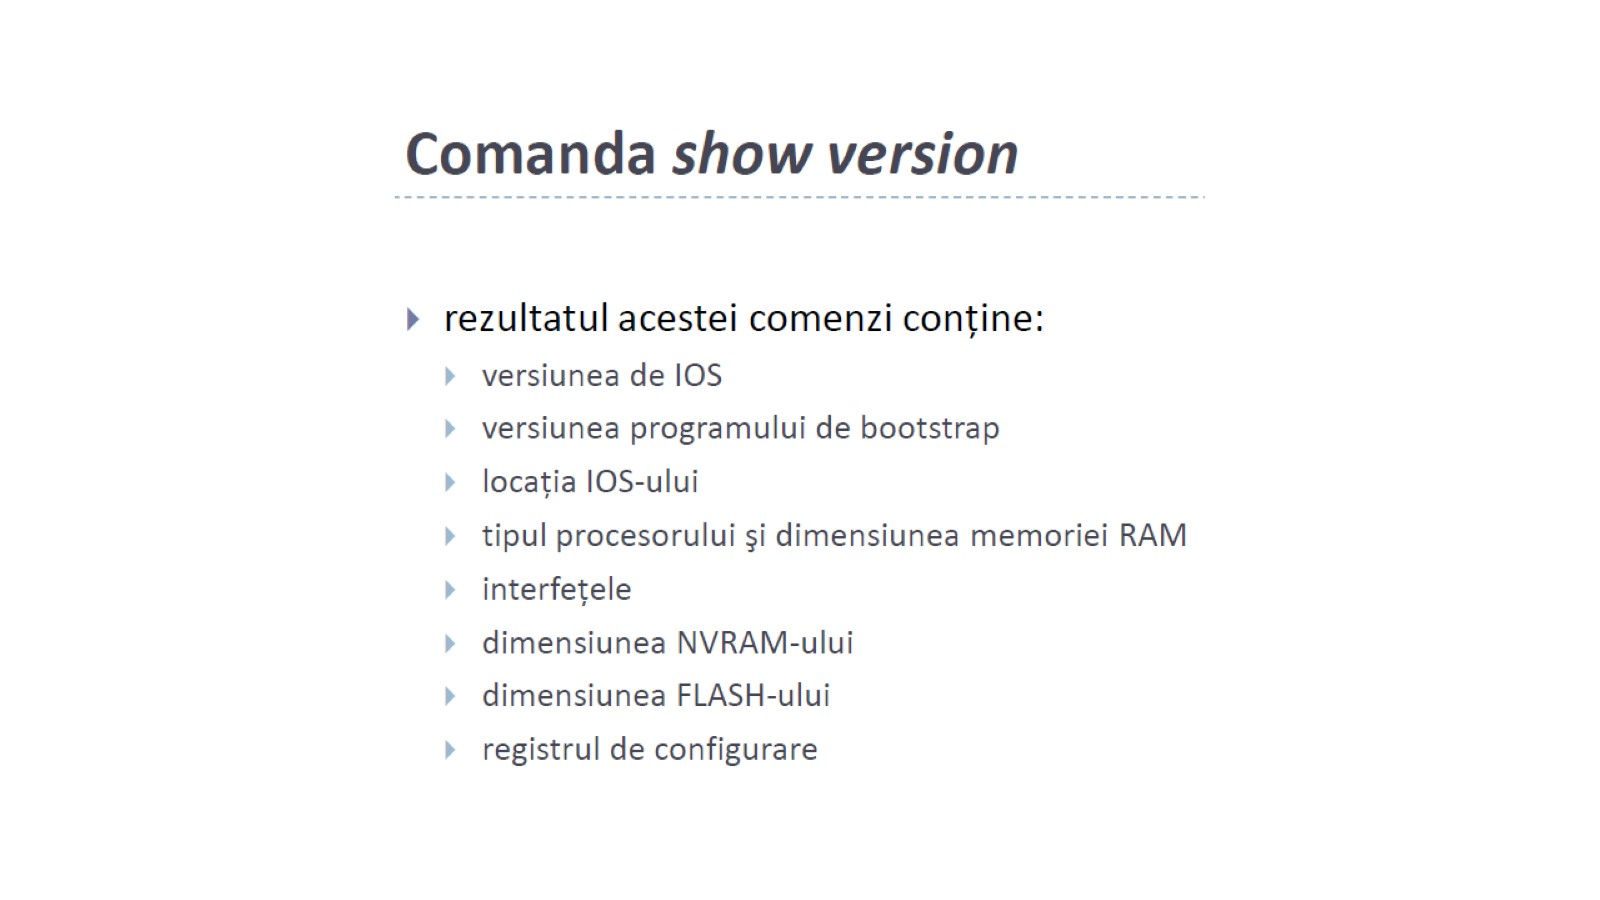 Comanda show version
rezultatul acestei comenzi conține:
versiunea de IOS
versiunea programului de bootstrap
locația IOS-ului
tipul procesorului şi dimensiunea memoriei RAM
interfețele
dimensiunea NVRAM-ului
dimensiunea FLASH-ului
registrul de configurare